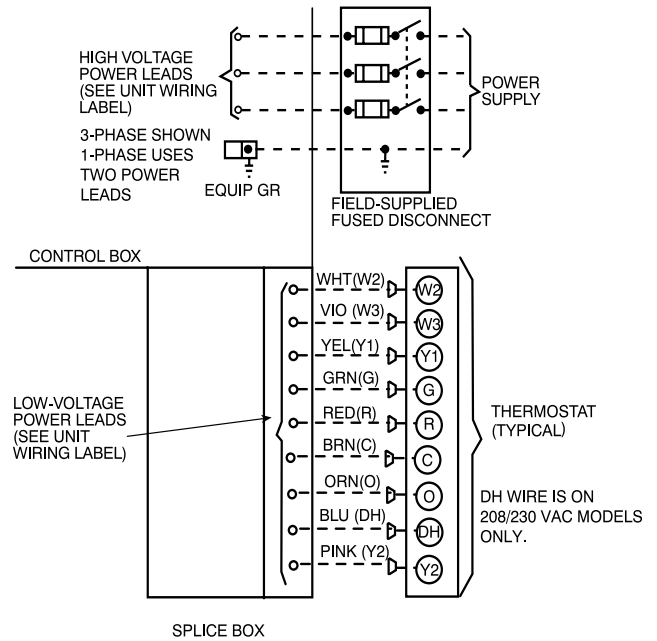 HIGH VOLTAGE
POWER LEADS
(SEE UNIT WIRING
LABEL)
POWER
SUPPLY
3-PHASE SHOWN
1-PHASE USES
TWO POWER
LEADS
EQUIP GR
FIELD-SUPPLIED
FUSED DISCONNECT
CONTROL BOX
WHT(W2)
W2
VIO (W3)
W3
YEL(Y1)
Y1
GRN(G)
G
RED(R)
R
BRN(C)
C
ORN(O)
O
BLU (DH)
DH
PINK (Y2)
Y2
LOW-VOLTAGE
POWER LEADS
(SEE UNIT
WIRING LABEL)
THERMOSTAT
(TYPICAL)
DH WIRE IS ON
208/230 VAC MODELS
ONLY.
SPLICE BOX